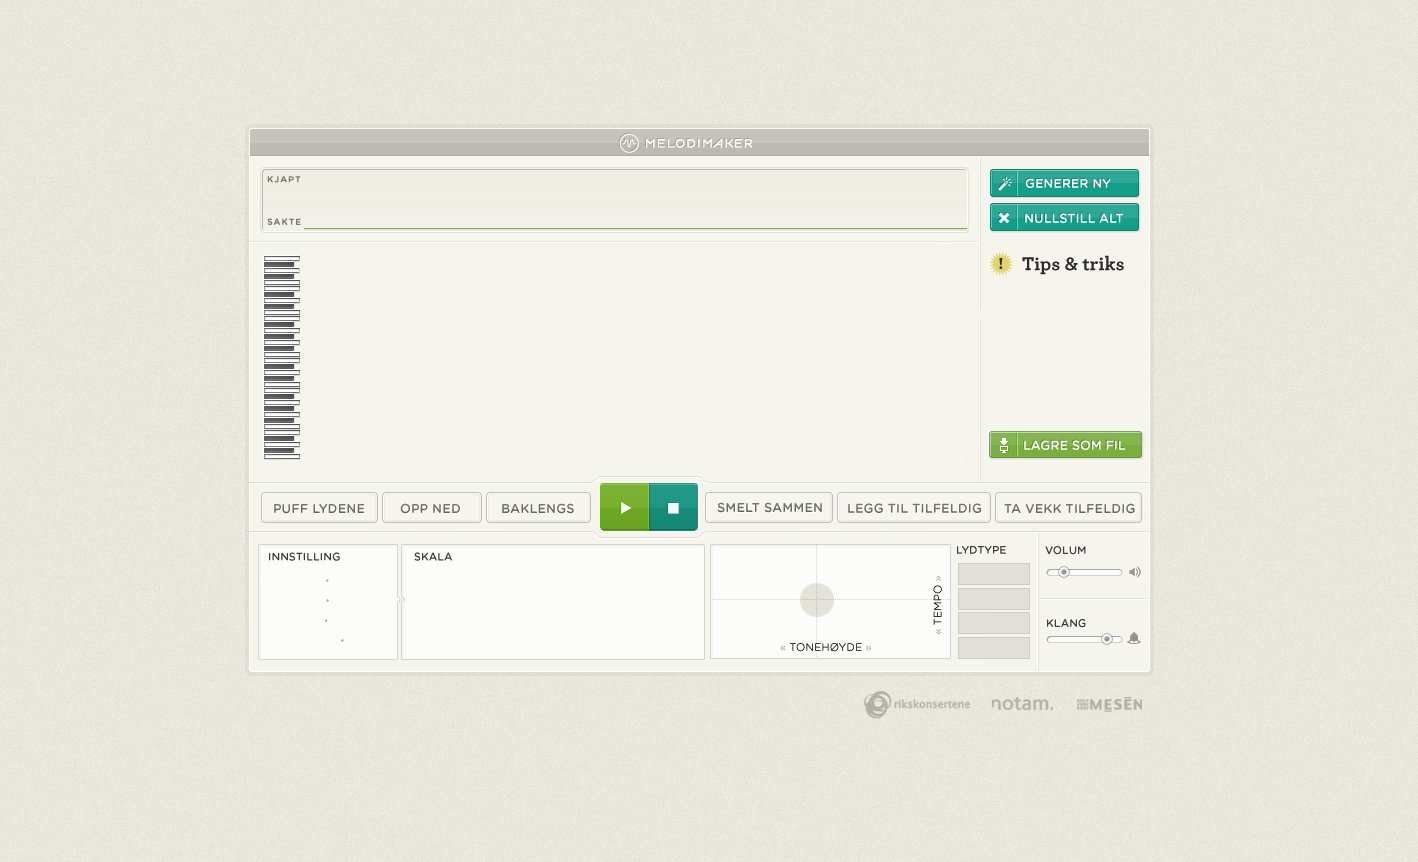 MELODIMAKER
KJAPT
SAKTE
GENERER NY
NULLSTILL ALT
! Tips & triks
LAGRE SOM FIL
PUFF LYDENE
OPP NED
BAKLENGS
SMELT SAMMEN
LEGG TIL TILFELDIG
TA VEKK TILFELDIG
INNSTILLING
SKALA
« TEMPO »
« TONEHØYDE »
LYDTYPE
VOLUM
KLANG
rikskonsertene
notam.
MESĒN